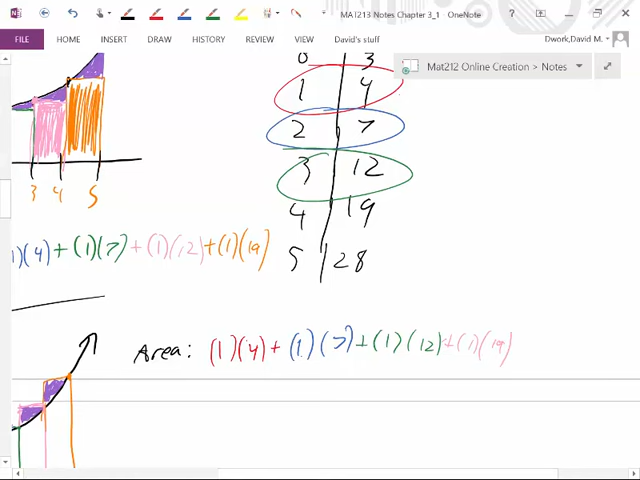 MAT213 Notes Chapter 3_1 - OneNote
FILE HOME INSERT DRAW HISTORY REVIEW VIEW David's stuff Dwork,David M.
Mat212 Online Creation > Notes
0 3
1 4
2 7
3 12
4 19
5 28
3 4 5
)(4) + (1)(7) + (1)(12) + (1)(19)
Area: (1)(4) + (1)(7) + (1)(12) + (1)(19)